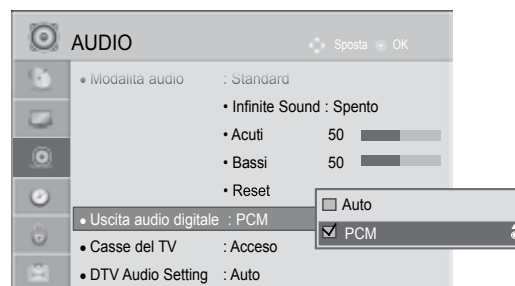 AUDIO
Sposta OK
• Modalità audio : Standard
• Infinite Sound : Spento
• Acuti 50
• Bassi 50
• Reset
• Uscita audio digitale : PCM
Auto
PCM
• Casse del TV : Acceso
• DTV Audio Setting : Auto